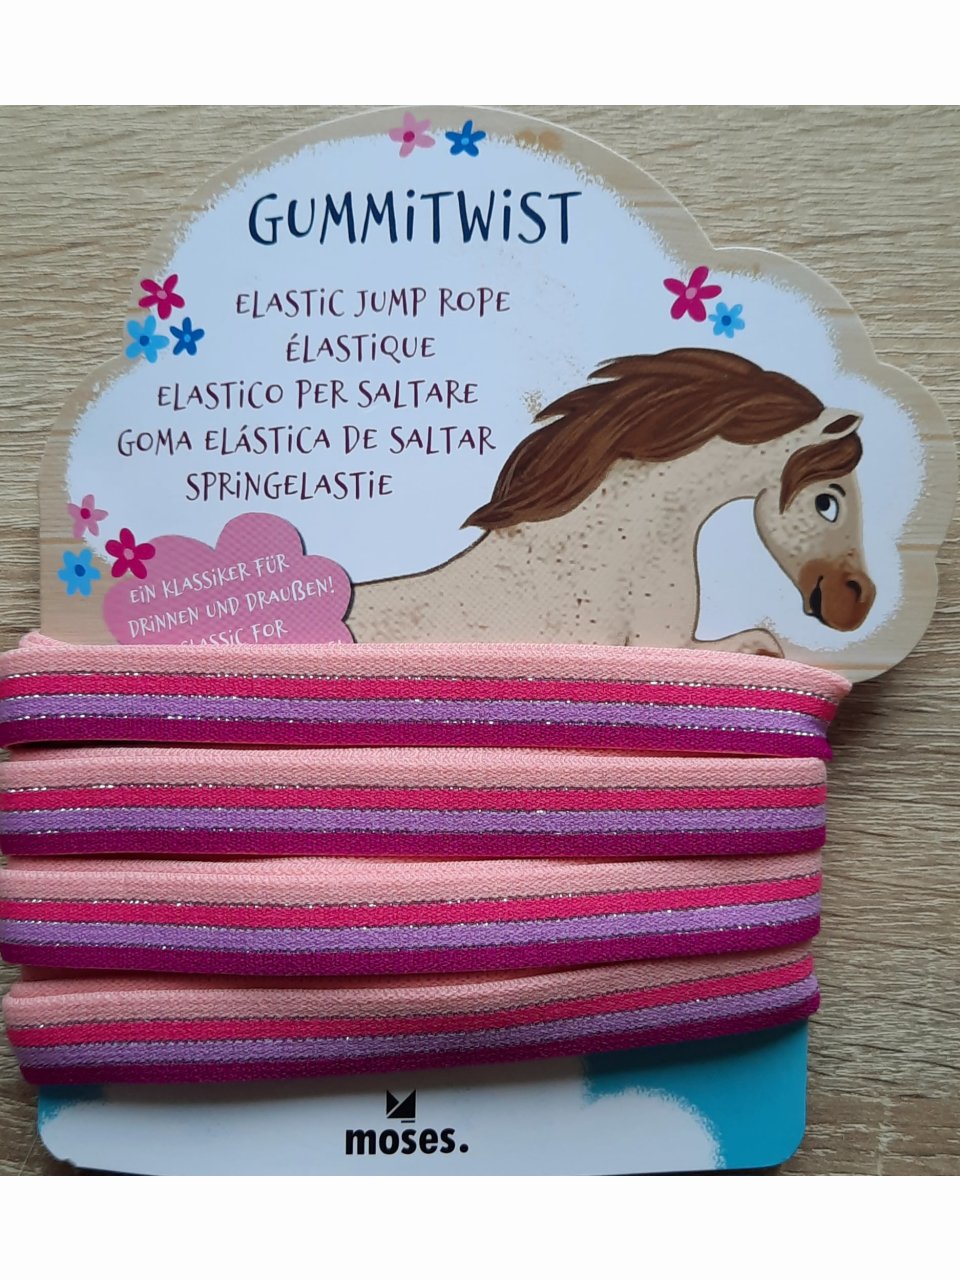 GUMMiTWiST
ELASTiC JUMP ROPE
ÉLASTiQUE
ELASTiCO PER SALTARE
GOMA ELÁSTiCA DE SALTAR
SPRiNGELASTiE
EiN KLASSiKER FÜR
DRiNNEN UND DRAUßEN!
CLASSiC FOR
moses.